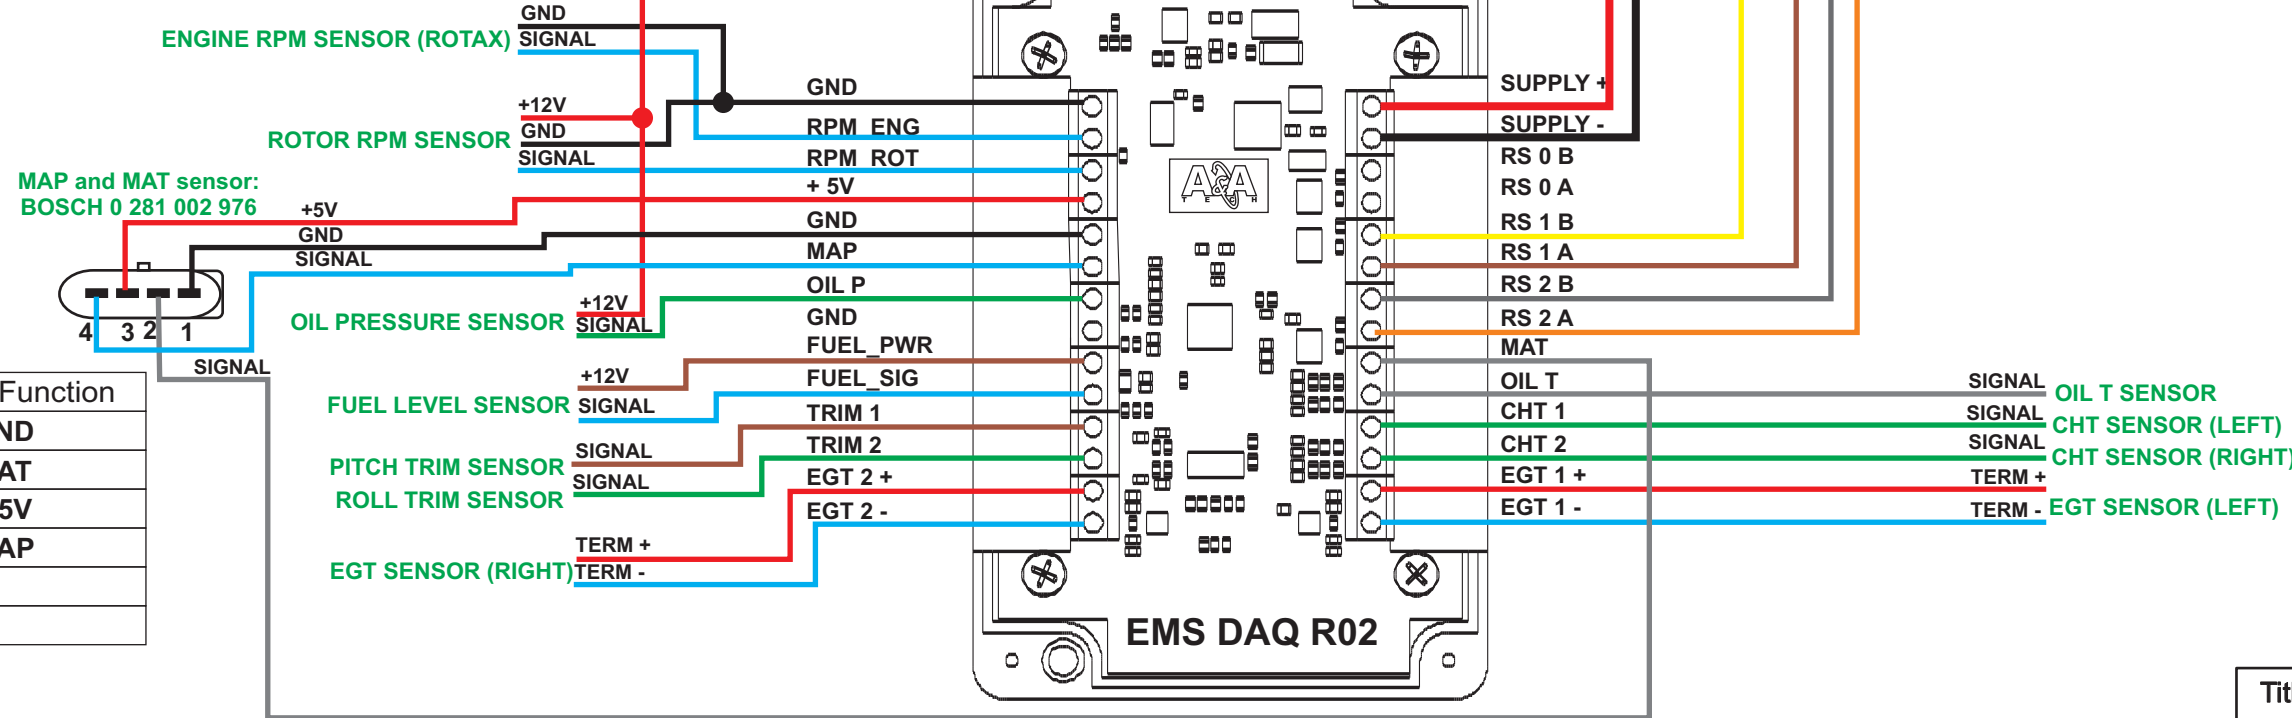 GND
ENGINE RPM SENSOR (ROTAX)
SIGNAL
+12V
GND
ROTOR RPM SENSOR
SIGNAL
MAP and MAT sensor:
BOSCH 0 281 002 976
+5V
GND
SIGNAL
4 3 2 1
SIGNAL
Function
ND
AT
5V
AP
+12V
OIL PRESSURE SENSOR
SIGNAL
+12V
FUEL LEVEL SENSOR
SIGNAL
SIGNAL
PITCH TRIM SENSOR
SIGNAL
ROLL TRIM SENSOR
TERM +
EGT SENSOR (RIGHT)
TERM -
GND
RPM_ENG
RPM_ROT
+ 5V
GND
MAP
OIL P
GND
FUEL_PWR
FUEL_SIG
TRIM 1
TRIM 2
EGT 2 +
EGT 2 -
A&A
TECH
EMS DAQ R02
SUPPLY +
SUPPLY -
RS 0 B
RS 0 A
RS 1 B
RS 1 A
RS 2 B
RS 2 A
MAT
OIL T
CHT 1
CHT 2
EGT 1 +
EGT 1 -
SIGNAL OIL T SENSOR
SIGNAL CHT SENSOR (LEFT)
SIGNAL CHT SENSOR (RIGHT)
TERM +
TERM - EGT SENSOR (LEFT)
Tit